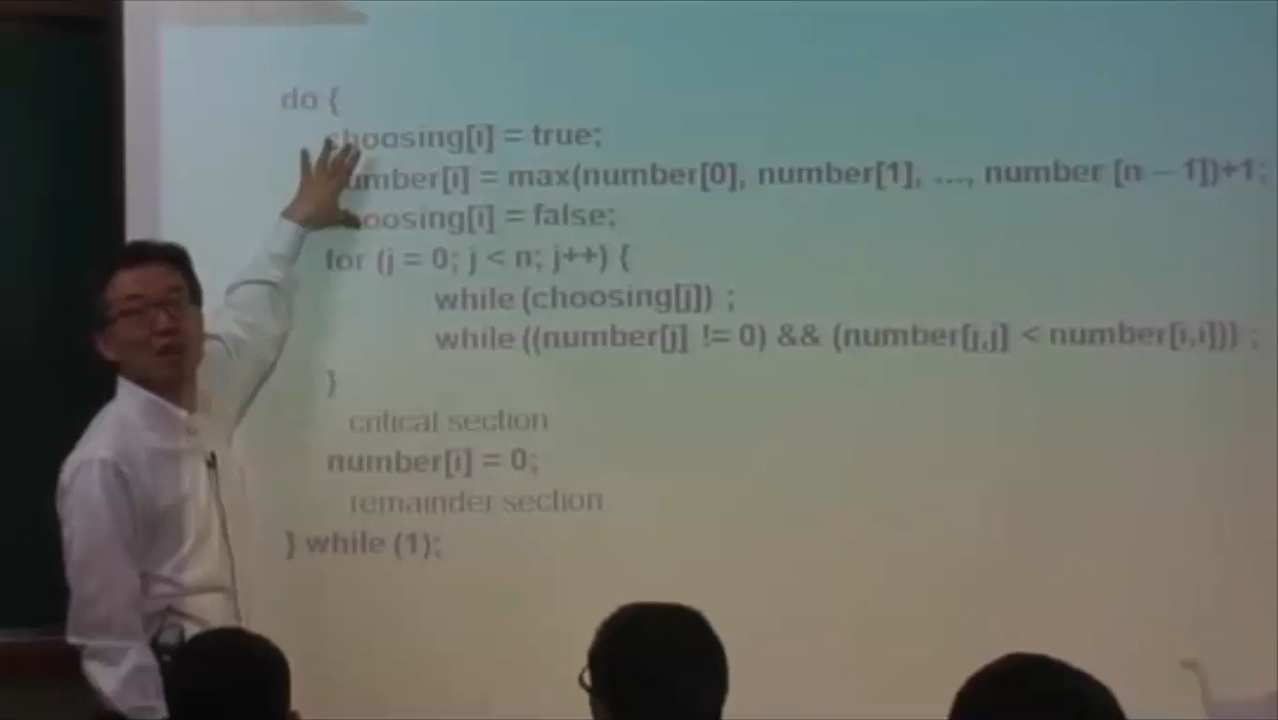 do {
choosing[i] = true;
number[i] = max(number[0], number[1], ..., number [n – 1])+1;
choosing[i] = false;
for (j = 0; j < n; j++) {
while (choosing[j]) ;
while ((number[j] != 0) && (number[j,j] < number[i,i])) ;
}
critical section
number[i] = 0;
remainder section
} while (1);